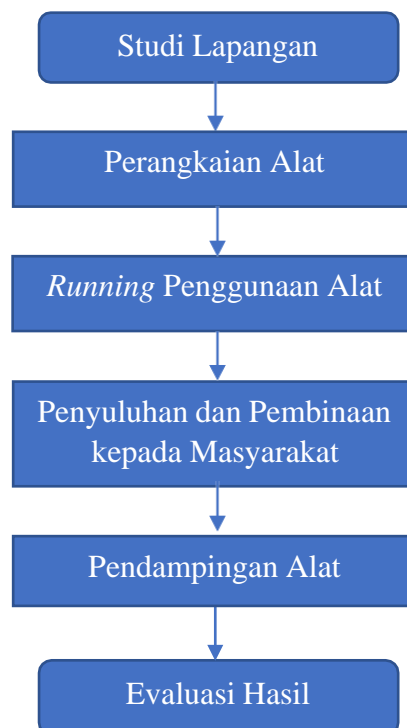 Studi Lapangan
Perangkaian Alat
Running Penggunaan Alat
Penyuluhan dan Pembinaan
kepada Masyarakat
Pendampingan Alat
Evaluasi Hasil